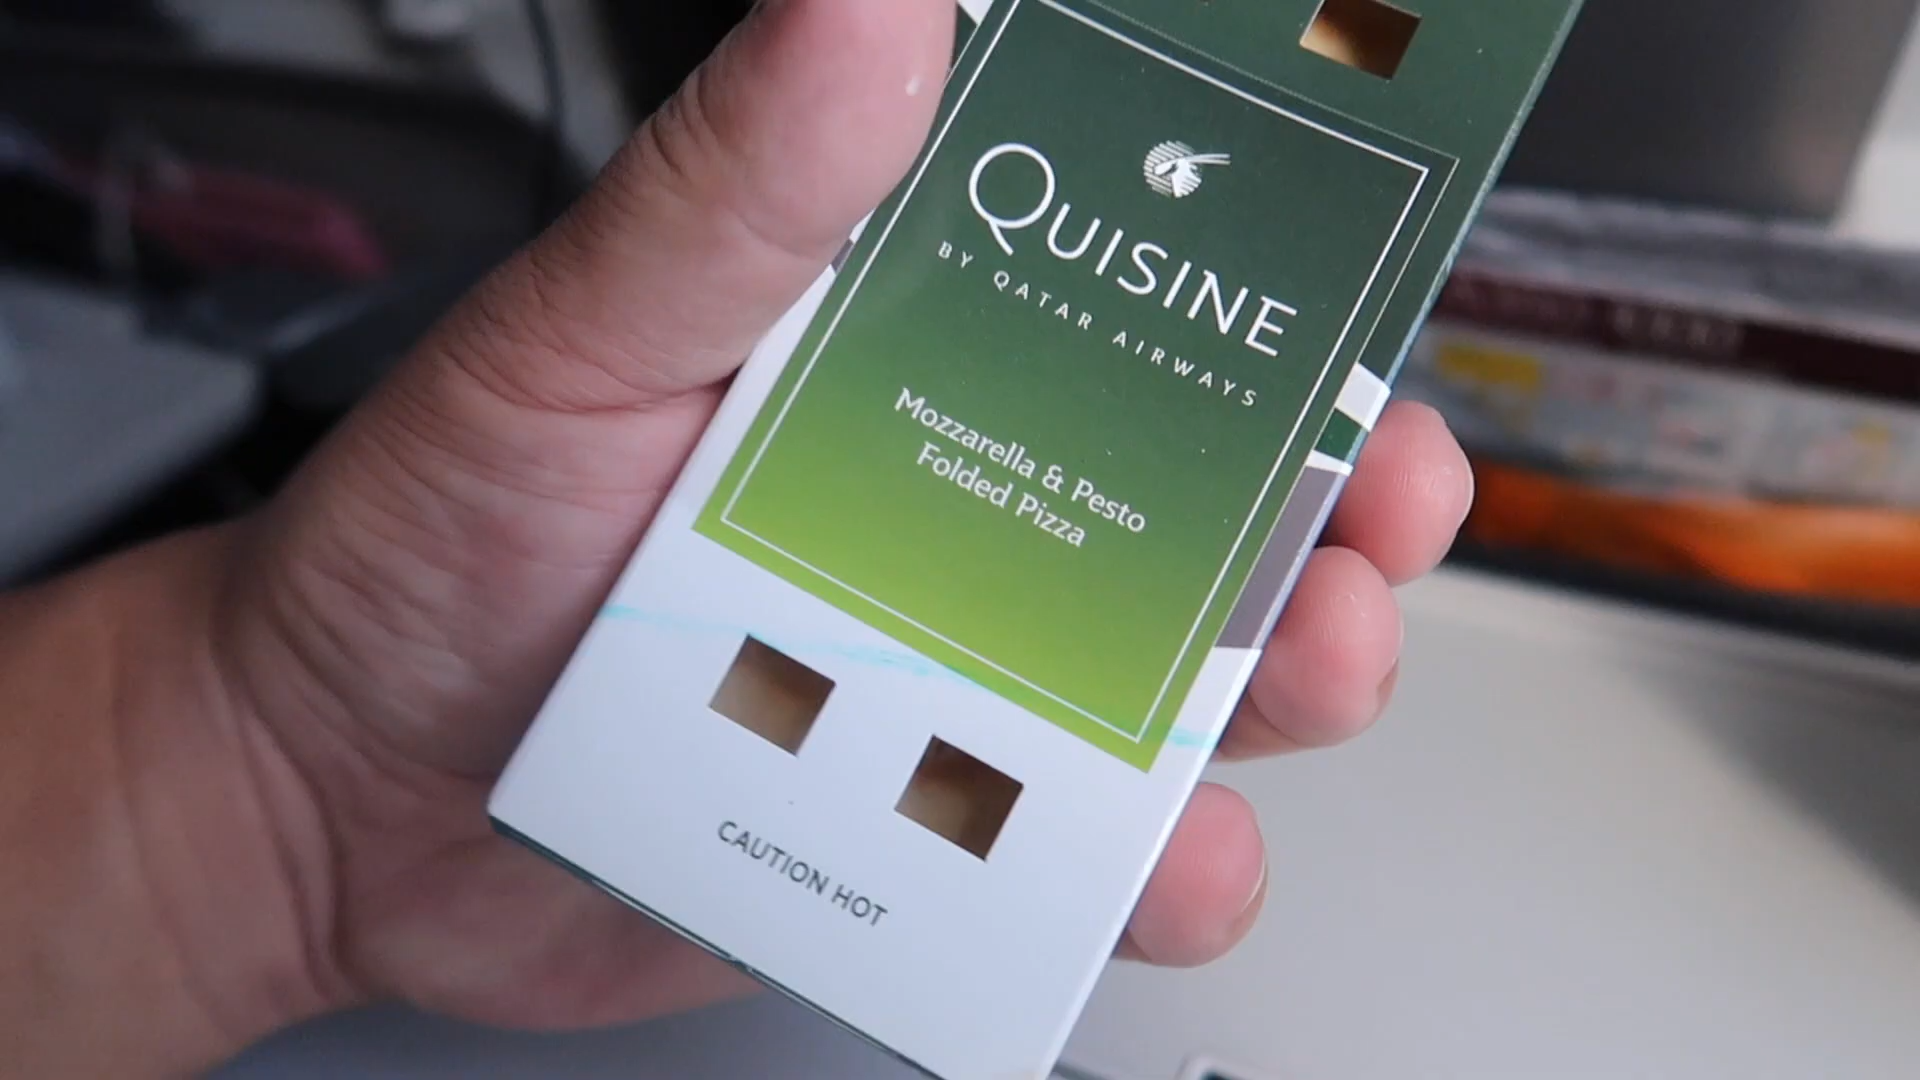 QUISINE
BY QATAR AIRWAYS
Mozzarella & Pesto
Folded Pizza
CAUTION HOT